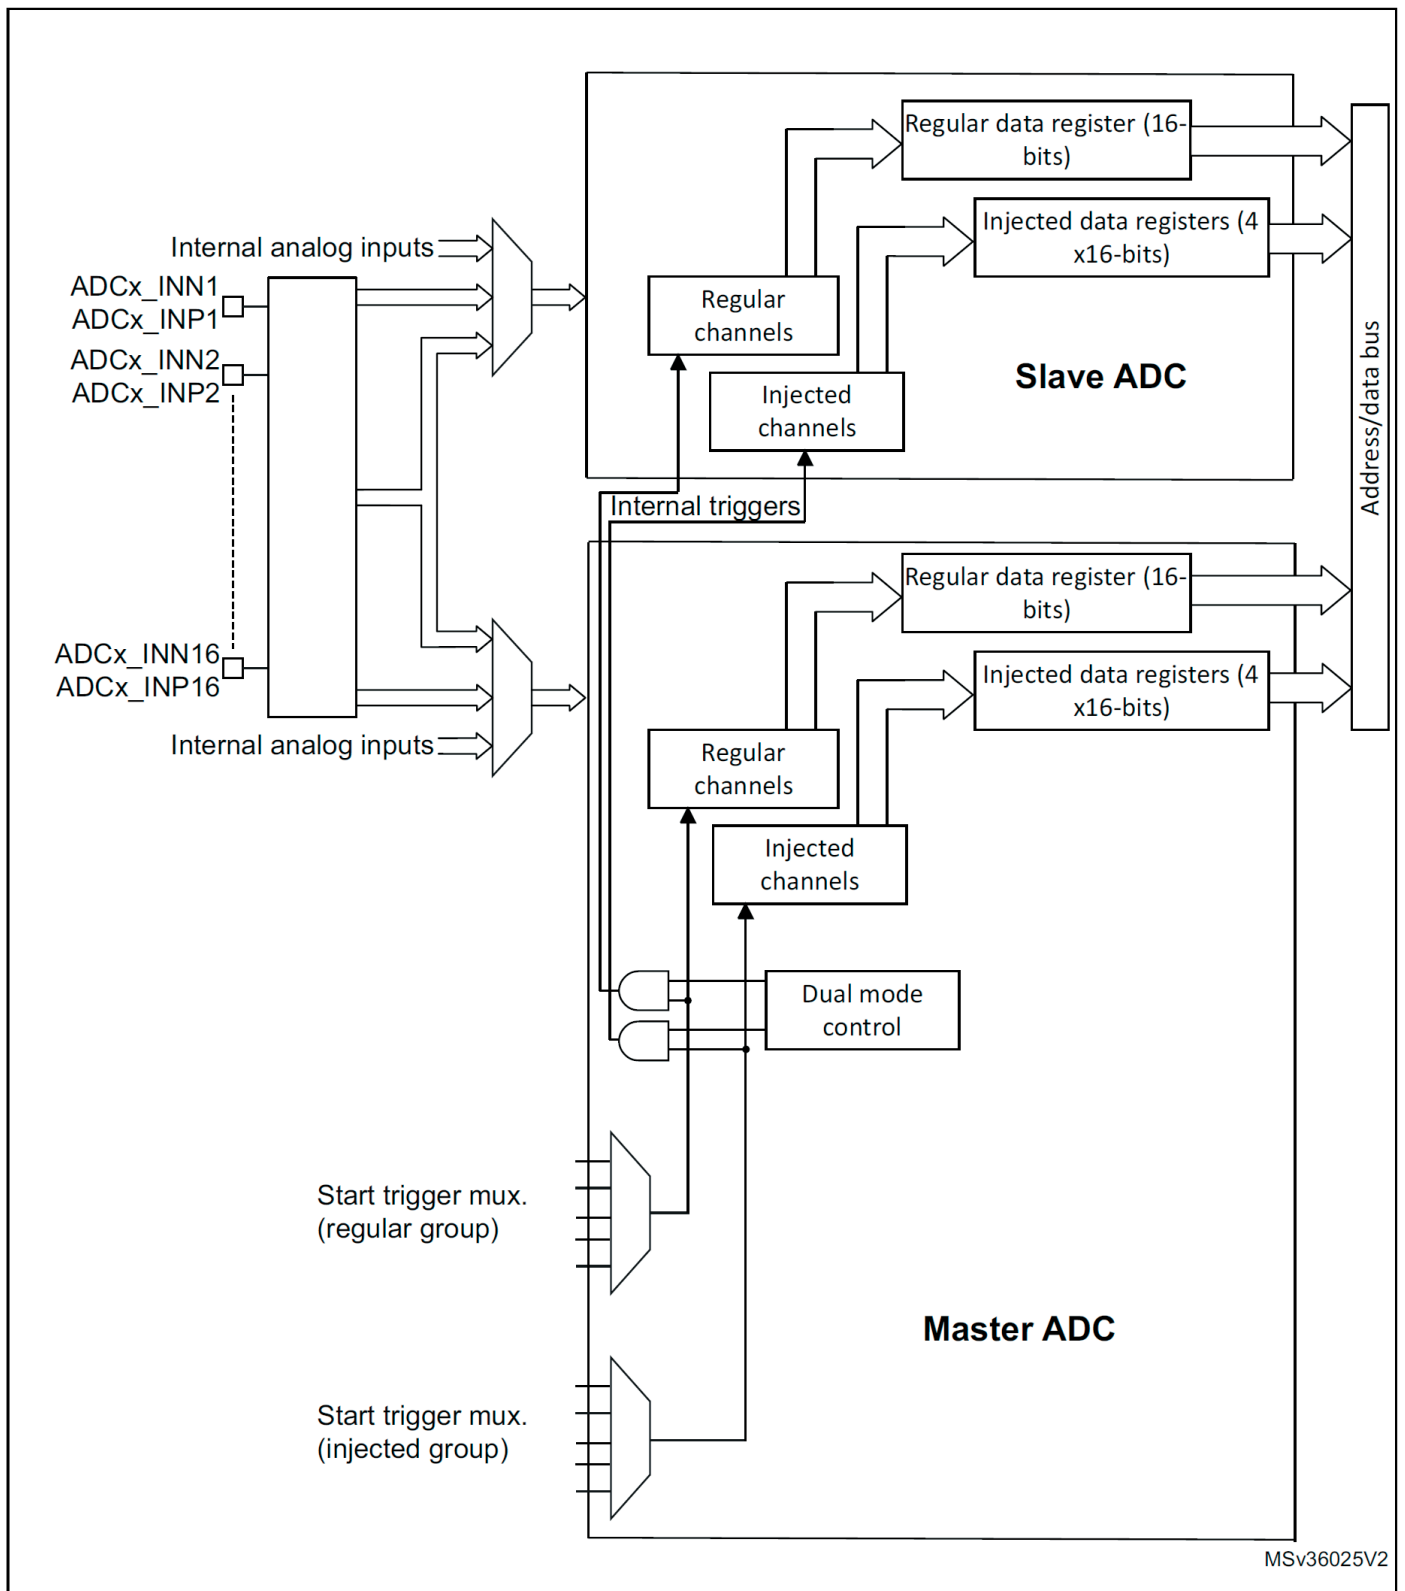 Regular data register (16-
bits)
Injected data registers (4
x16-bits)
Internal analog inputs
ADCx_INN1
ADCx_INP1
ADCx_INN2
ADCx_INP2
Regular
channels
Slave ADC
Injected
channels
Address/data bus
Internal triggers
Regular data register (16-
bits)
ADCx_INN16
ADCx_INP16
Injected data registers (4
x16-bits)
Internal analog inputs
Regular
channels
Injected
channels
Dual mode
control
Start trigger mux.
(regular group)
Master ADC
Start trigger mux.
(injected group)
MSv36025V2